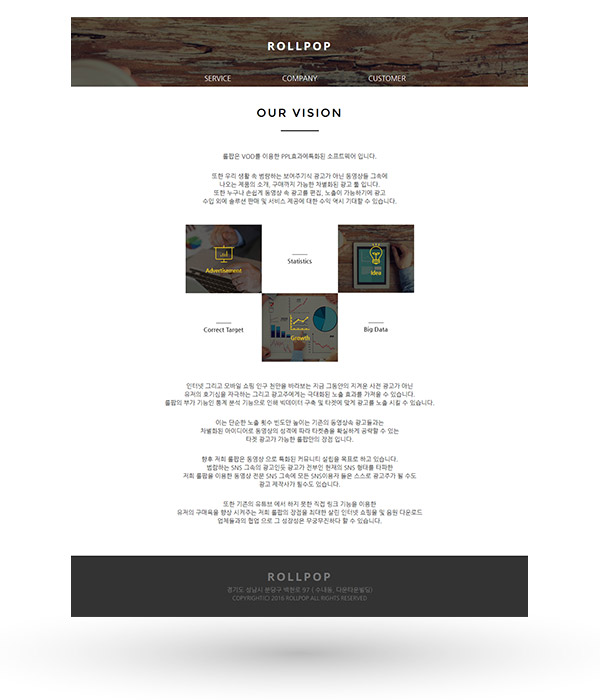 ROLLPOP
SERVICE COMPANY CUSTOMER
OUR VISION
롤팝은 VOD를 이용한 PPL효과에특화된 소프트웨어 입니다.
또한 우리 생활 속 범람하는 보여주기식 광고가 아닌 동영상들 그속에
나오는 제품의 소개, 구매까지 가능한 차별화된 광고 툴 입니다.
또한 누구나 손쉽게 동영상 속 광고를 편집, 노출이 가능하기에 광고
수입 외에 솔루션 판매 및 서비스 제공에 대한 수익 역시 기대할 수 있습니다.
Advertisement
Statistics
Idea
Correct Target
Growth
Big Data
인터넷 그리고 모바일 쇼핑 인구 천만을 바라보는 지금 그동안의 지겨운 사전 광고가 아닌
유저의 호기심을 자극하는 그리고 광고주에게는 극대화된 노출 효과를 가져올 수 있습니다.
롤팝의 부가 기능인 통계 분석 기능으로 인해 빅데이터 구축 및 타겟에 맞게 광고를 노출 시킬 수 있습니다.
이는 단순한 노출 횟수 빈도만 높이는 기존의 동영상속 광고들과는
차별화된 아이디어로 동영상의 성격에 따라 타겟층을 확실하게 공략할 수 있는
타겟 광고가 가능한 롤팝만의 장점 입니다.
향후 저희 롤팝은 동영상 으로 특화된 커뮤니티 설립을 목표로 하고 있습니다.
범람하는 SNS 그속의 광고인도 광고가 전부인 현재의 SNS 형태를 타파한
저희 롤팝을 이용한 동영상 전문 SNS 그속에 모든 SNS이용자 들은 스스로 광고주가 될 수도
광고 제작사가 될수도 있습니다.
또한 기존의 유튜브 에서 하지 못한 직접 링크 기능을 이용한
유저의 구매욕을 향상 시켜주는 저희 롤팝의 장점을 최대한 살린 인터넷 쇼핑몰 및 음원 다운로드
업체들과의 협업 으로 그 성장성은 무궁무진하다 할 수 있습니다.
ROLLPOP
경기도 성남시 분당구 백현로 97 ( 수내동, 다운타운빌딩)
COPYRIGHT(C) 2016 ROLLPOP ALL RIGHTS RESERVED